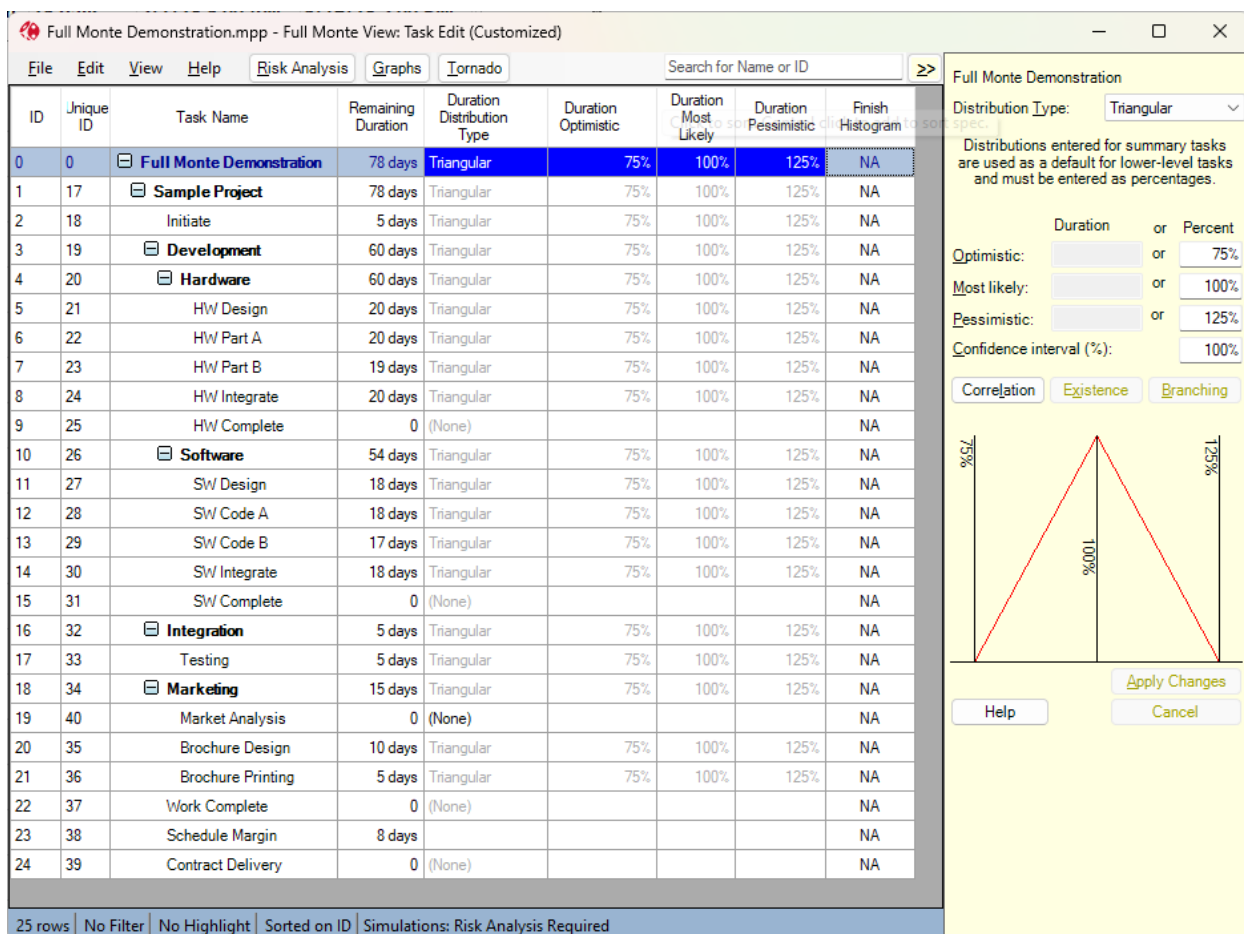 Full Monte Demonstration.mpp - Full Monte View: Task Edit (Customized)
File Edit View Help Risk Analysis Graphs Tornado Search for Name or ID >>
ID Unique ID Task Name Remaining Duration Duration Distribution Type Duration Optimistic Duration Most Likely Duration Pessimistic Finish Histogram
0 0 Full Monte Demonstration 78 days Triangular 75% 100% 125% NA
1 17 Sample Project 78 days Triangular 75% 100% 125% NA
2 18 Initiate 5 days Triangular 75% 100% 125% NA
3 19 Development 60 days Triangular 75% 100% 125% NA
4 20 Hardware 60 days Triangular 75% 100% 125% NA
5 21 HW Design 20 days Triangular 75% 100% 125% NA
6 22 HW Part A 20 days Triangular 75% 100% 125% NA
7 23 HW Part B 19 days Triangular 75% 100% 125% NA
8 24 HW Integrate 20 days Triangular 75% 100% 125% NA
9 25 HW Complete 0 (None) NA
10 26 Software 54 days Triangular 75% 100% 125% NA
11 27 SW Design 18 days Triangular 75% 100% 125% NA
12 28 SW Code A 18 days Triangular 75% 100% 125% NA
13 29 SW Code B 17 days Triangular 75% 100% 125% NA
14 30 SW Integrate 18 days Triangular 75% 100% 125% NA
15 31 SW Complete 0 (None) NA
16 32 Integration 5 days Triangular 75% 100% 125% NA
17 33 Testing 5 days Triangular 75% 100% 125% NA
18 34 Marketing 15 days Triangular 75% 100% 125% NA
19 40 Market Analysis 0 (None) NA
20 35 Brochure Design 10 days Triangular 75% 100% 125% NA
21 36 Brochure Printing 5 days Triangular 75% 100% 125% NA
22 37 Work Complete 0 (None) NA
23 38 Schedule Margin 8 days NA
24 39 Contract Delivery 0 (None) NA
25 rows No Filter No Highlight Sorted on ID Simulations: Risk Analysis Required
Full Monte Demonstration
Distribution Type: Triangular
Distributions entered for summary tasks
are used as a default for lower-level tasks
and must be entered as percentages.
Duration or Percent
Optimistic: or 75%
Most likely: or 100%
Pessimistic: or 125%
Confidence interval (%): 100%
Correlation Existence Branching
75% 100% 125%
Apply Changes
Help Cancel